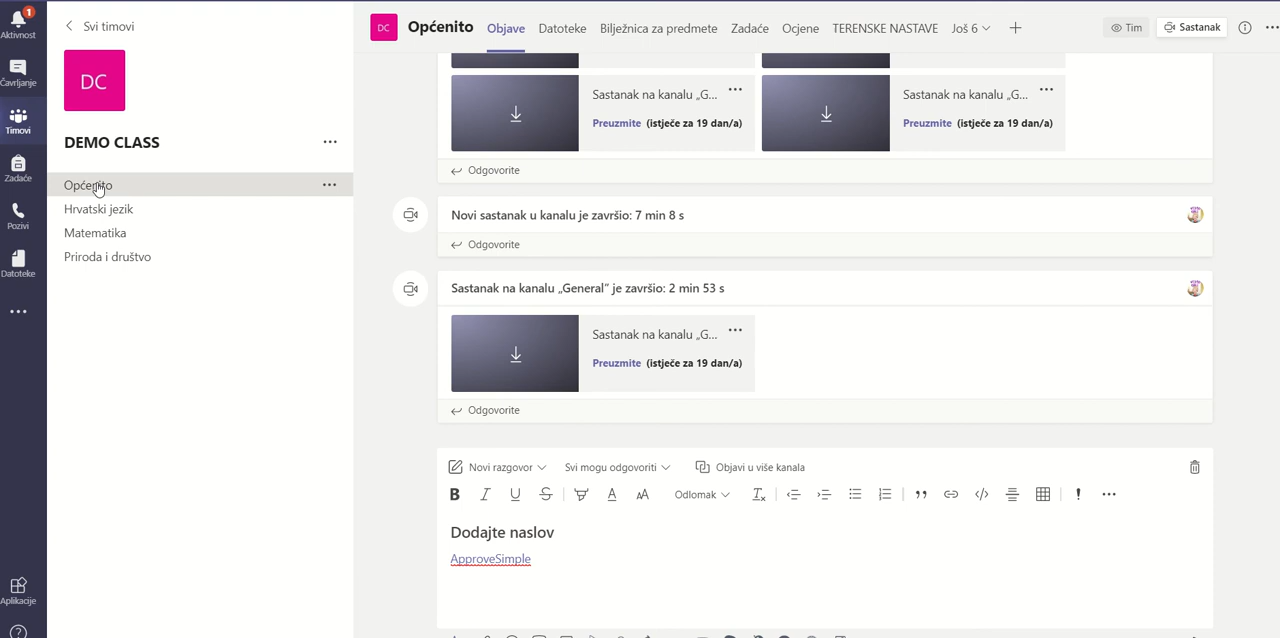 1
Aktivnost
Čavrljanje
Timovi
Zadaće
Pozivi
Datoteke
Aplikacije
Svi timovi
DC
DEMO CLASS
Općenito
Hrvatski jezik
Matematika
Priroda i društvo
DC Općenito Objave Datoteke Bilježnica za predmete Zadaće Ocjene TERENSKE NASTAVE Još 6 Tim Sastanak
Sastanak na kanalu „G... Sastanak na kanalu „G...
Preuzmite (istječe za 19 dan/a) Preuzmite (istječe za 19 dan/a)
Odgovorite
Novi sastanak u kanalu je završio: 7 min 8 s
Odgovorite
Sastanak na kanalu „General“ je završio: 2 min 53 s
Sastanak na kanalu „G...
Preuzmite (istječe za 19 dan/a)
Odgovorite
Novi razgovor Svi mogu odgovoriti Objavi u više kanala
B I U S A AA Odlomak
Dodajte naslov
ApproveSimple